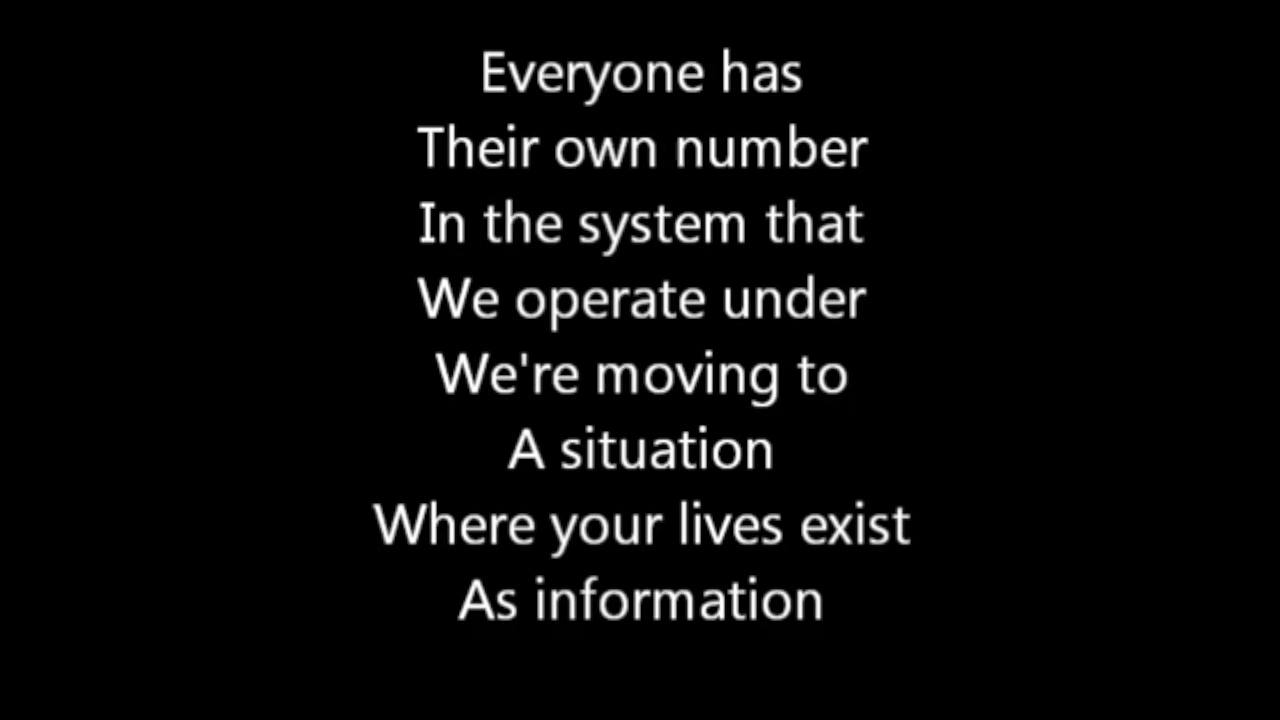 Everyone has
Their own number
In the system that
We operate under
We're moving to
A situation
Where your lives exist
As information